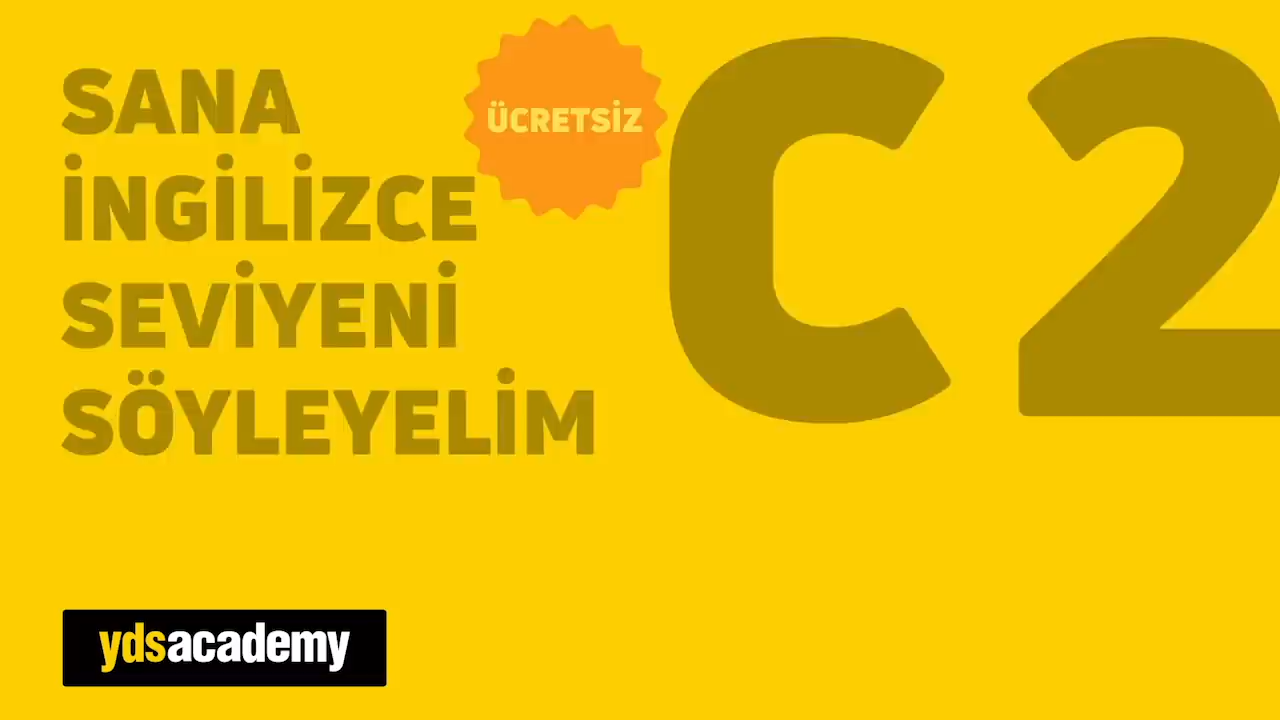 SANA
İNGİLİZCE
SEVİYENİ
SÖYLEYELİM
ÜCRETSİZ
C2
ydsacademy